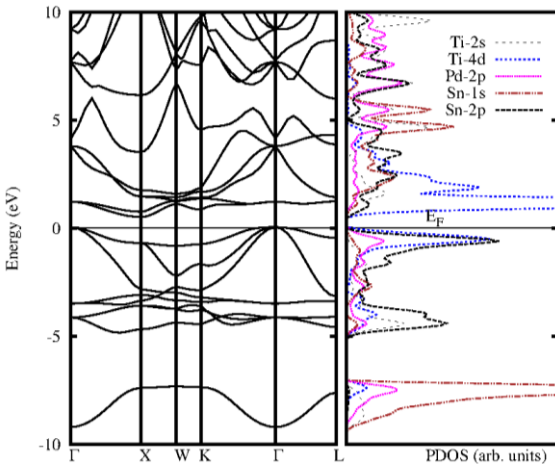 10
5
0
-5
-10
Energy (eV)
Γ X W K Γ L
Ti-2s
Ti-4d
Pd-2p
Sn-1s
Sn-2p
E_F
PDOS (arb. units)